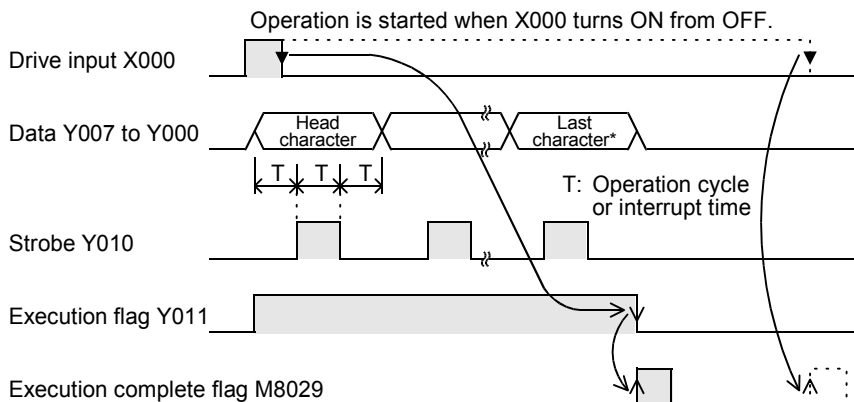 Operation is started when X000 turns ON from OFF.
Drive input X000
Data Y007 to Y000
Head
character
Last
character*
T T T
T: Operation cycle
or interrupt time
Strobe Y010
Execution flag Y011
Execution complete flag M8029